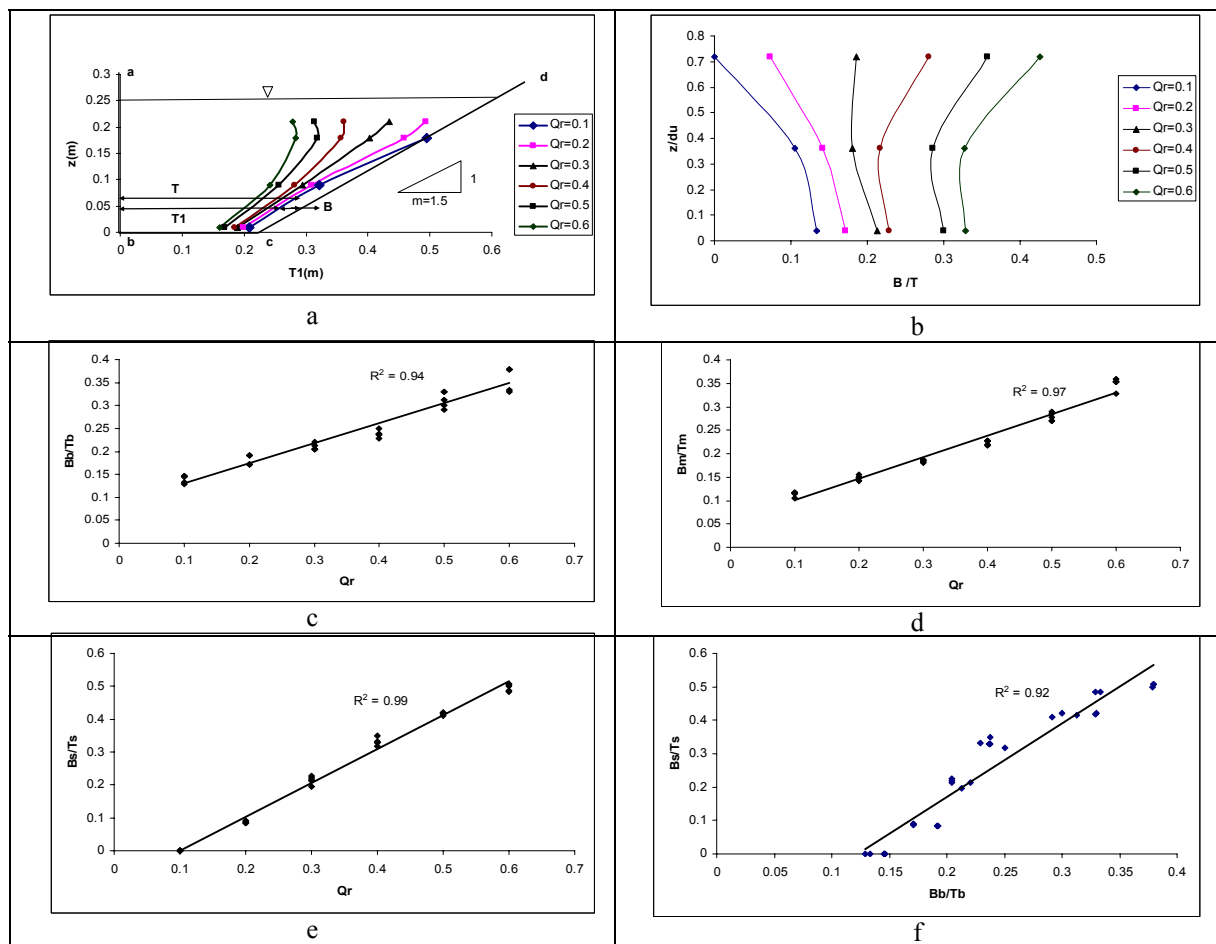 a
d
0.3
0.25
0.2
0.15
0.1
0.05
0
z(m)
T
T1
B
b
c
1
m=1.5
0 0.1 0.2 0.3 0.4 0.5 0.6
T1(m)
Qr=0.1
Qr=0.2
Qr=0.3
Qr=0.4
Qr=0.5
Qr=0.6
a
0.8
0.7
0.6
0.5
0.4
0.3
0.2
0.1
0
z/du
0 0.1 0.2 0.3 0.4 0.5
B /T
Qr=0.1
Qr=0.2
Qr=0.3
Qr=0.4
Qr=0.5
Qr=0.6
b
0.4
0.35
0.3
0.25
0.2
0.15
0.1
0.05
0
Bb/Tb
R² = 0.94
0 0.1 0.2 0.3 0.4 0.5 0.6 0.7
Qr
c
0.4
0.35
0.3
0.25
0.2
0.15
0.1
0.05
0
Bm/Tm
R² = 0.97
0 0.1 0.2 0.3 0.4 0.5 0.6 0.7
Qr
d
0.6
0.5
0.4
0.3
0.2
0.1
0
Bs/Ts
R² = 0.99
0 0.1 0.2 0.3 0.4 0.5 0.6 0.7
Qr
e
0.6
0.5
0.4
0.3
0.2
0.1
0
Bs/Ts
R² = 0.92
0 0.05 0.1 0.15 0.2 0.25 0.3 0.35 0.4
Bb/Tb
f